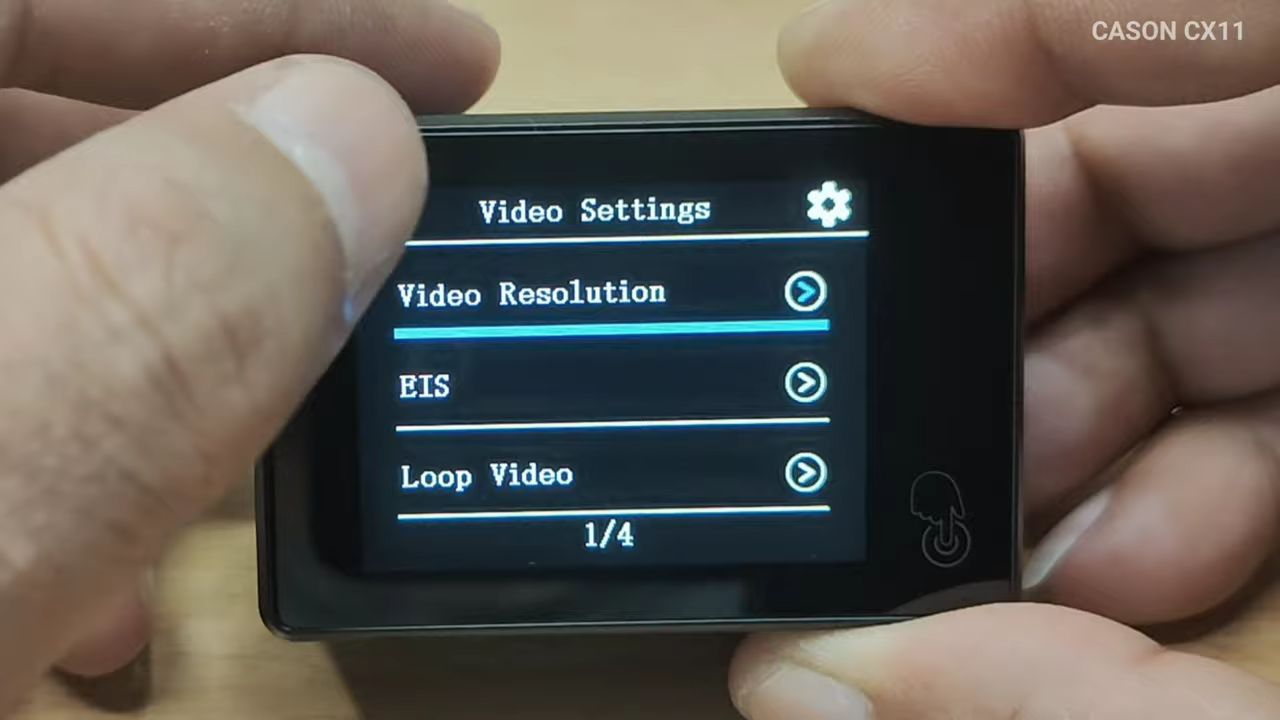 CASON CX11
Video Settings
Video Resolution
EIS
Loop Video
1/4